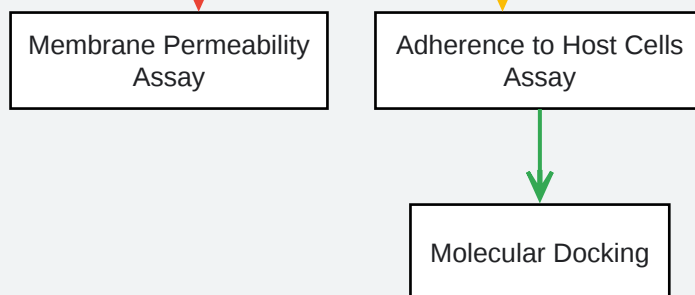 Membrane Permeability
Assay
Adherence to Host Cells
Assay
Molecular Docking